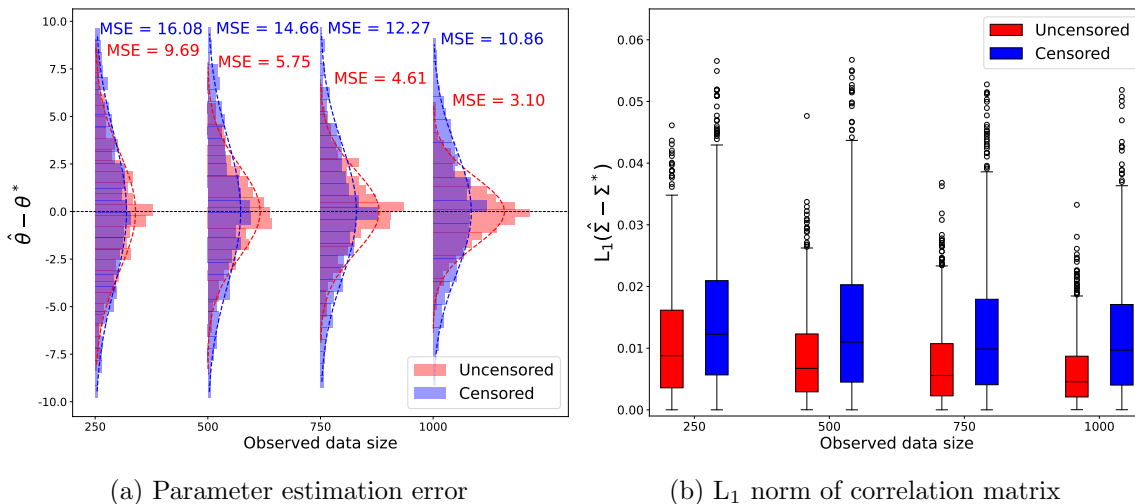 MSE = 16.08
MSE = 14.66
MSE = 12.27
MSE = 10.86
MSE = 9.69
MSE = 5.75
MSE = 4.61
MSE = 3.10
10.0
7.5
5.0
2.5
0.0
-2.5
-5.0
-7.5
-10.0
θ̂ − θ*
Uncensored
Censored
250 500 750 1000
Observed data size
(a) Parameter estimation error
Uncensored
Censored
0.06
0.05
0.04
0.03
0.02
0.01
0.00
L₁(Σ̂ − Σ*)
250 500 750 1000
Observed data size
(b) L₁ norm of correlation matrix